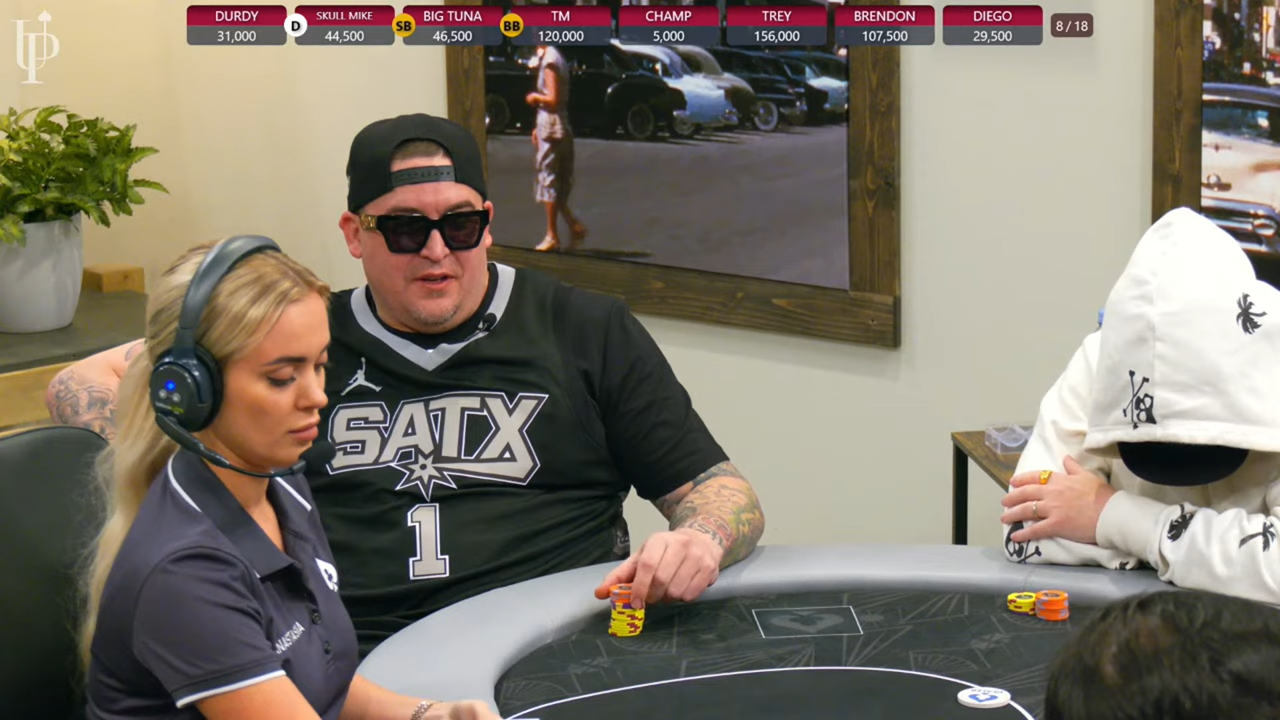 DURDY
31,000
D
SKULL MIKE
44,500
SB
BIG TUNA
46,500
BB
TM
120,000
CHAMP
5,000
TREY
156,000
BRENDON
107,500
DIEGO
29,500
8 / 18
SATX
1
ANASTASIA